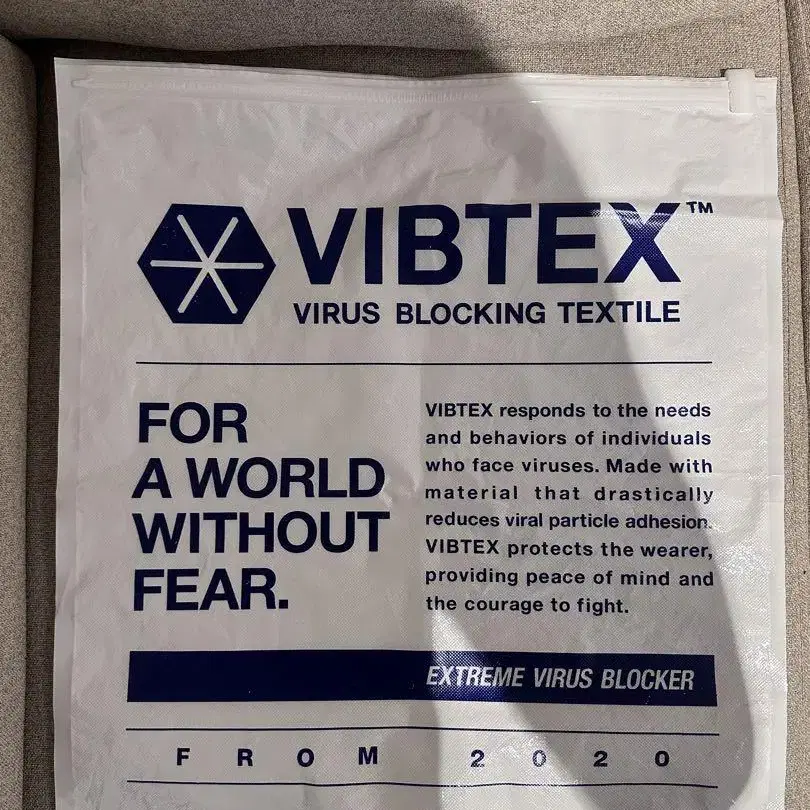 VIBTEX™
VIRUS BLOCKING TEXTILE
FOR
A WORLD
WITHOUT
FEAR.
VIBTEX responds to the needs
and behaviors of individuals
who face viruses. Made with
material that drastically
reduces viral particle adhesion.
VIBTEX protects the wearer,
providing peace of mind and
the courage to fight.
EXTREME VIRUS BLOCKER
FROM 2020